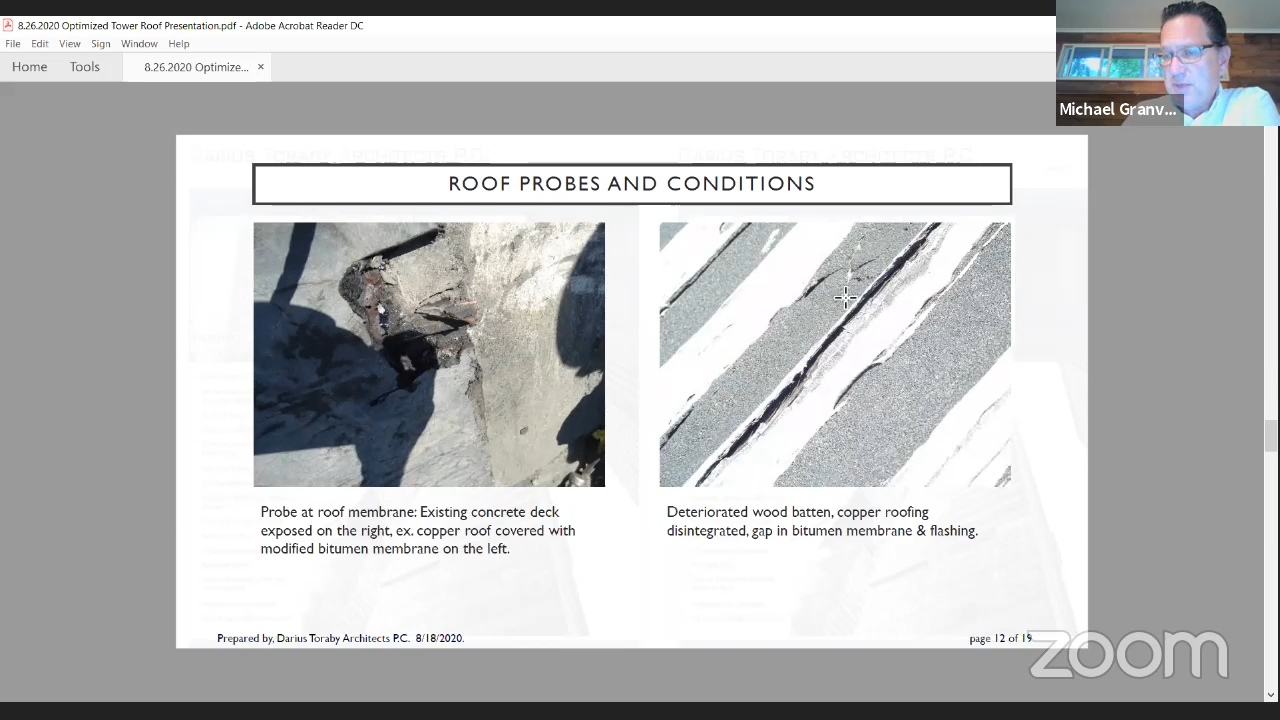 8.26.2020 Optimized Tower Roof Presentation.pdf - Adobe Acrobat Reader DC
File Edit View Sign Window Help
Home Tools 8.26.2020 Optimize... ×
Michael Granv...
ROOF PROBES AND CONDITIONS
Probe at roof membrane: Existing concrete deck
exposed on the right, ex. copper roof covered with
modified bitumen membrane on the left.
Deteriorated wood batten, copper roofing
disintegrated, gap in bitumen membrane & flashing.
Prepared by, Darius Toraby Architects P.C. 8/18/2020.
page 12 of 19
zoom